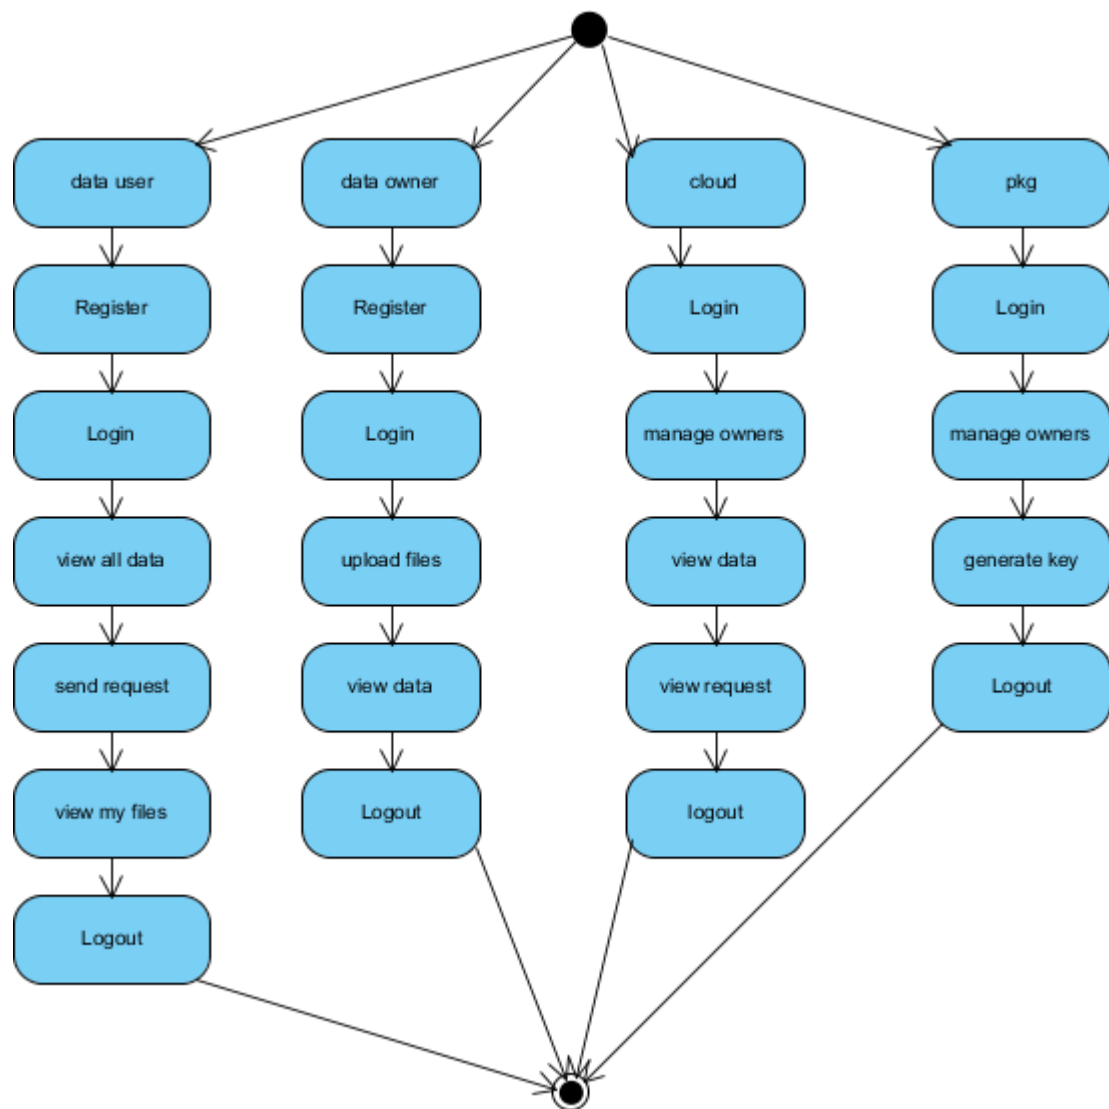 data user
data owner
cloud
pkg
Register
Register
Login
Login
Login
Login
manage owners
manage owners
view all data
upload files
view data
generate key
send request
view data
view request
Logout
view my files
Logout
logout
Logout